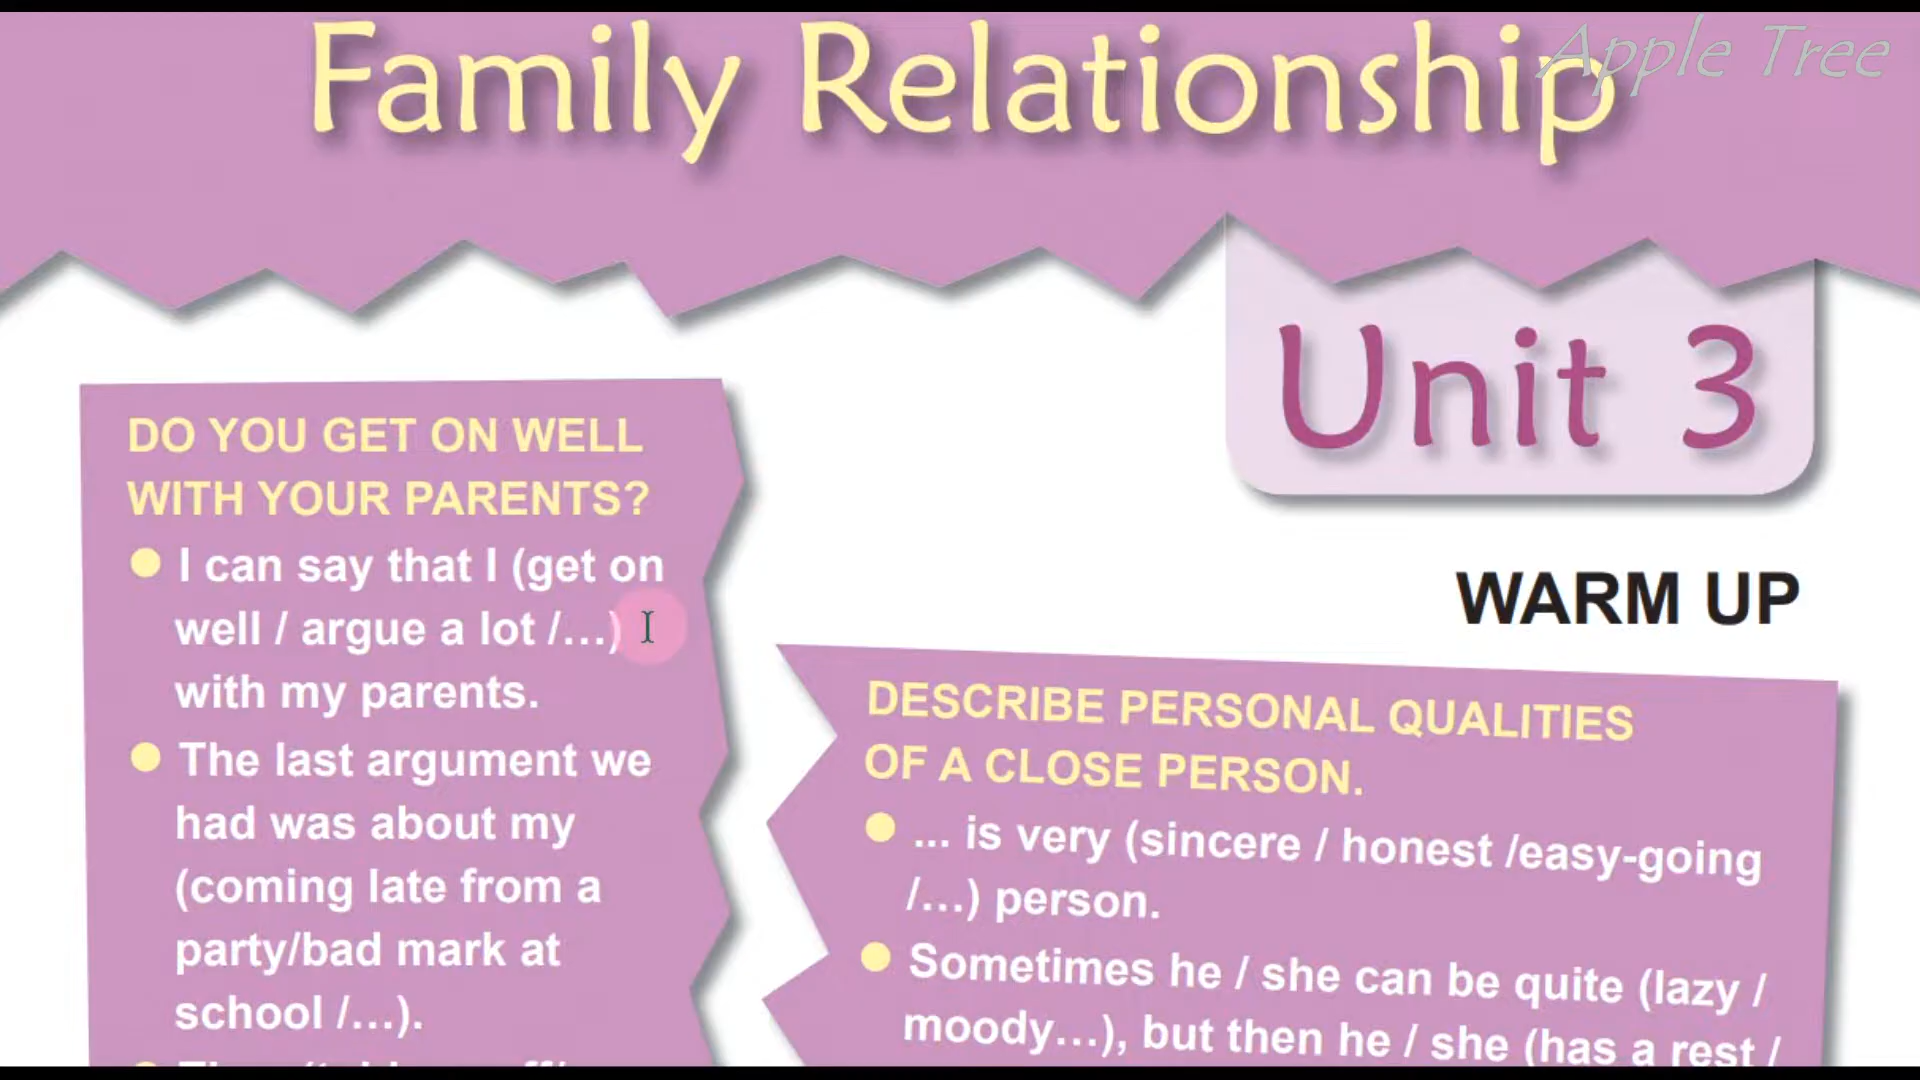 Family Relationship
Apple Tree
Unit 3
DO YOU GET ON WELL
WITH YOUR PARENTS?
I can say that I (get on
well / argue a lot /…)
with my parents.
The last argument we
had was about my
(coming late from a
party/bad mark at
school /…).
WARM UP
DESCRIBE PERSONAL QUALITIES
OF A CLOSE PERSON.
... is very (sincere / honest /easy-going
/…) person.
Sometimes he / she can be quite (lazy /
moody…), but then he / she (has a rest /